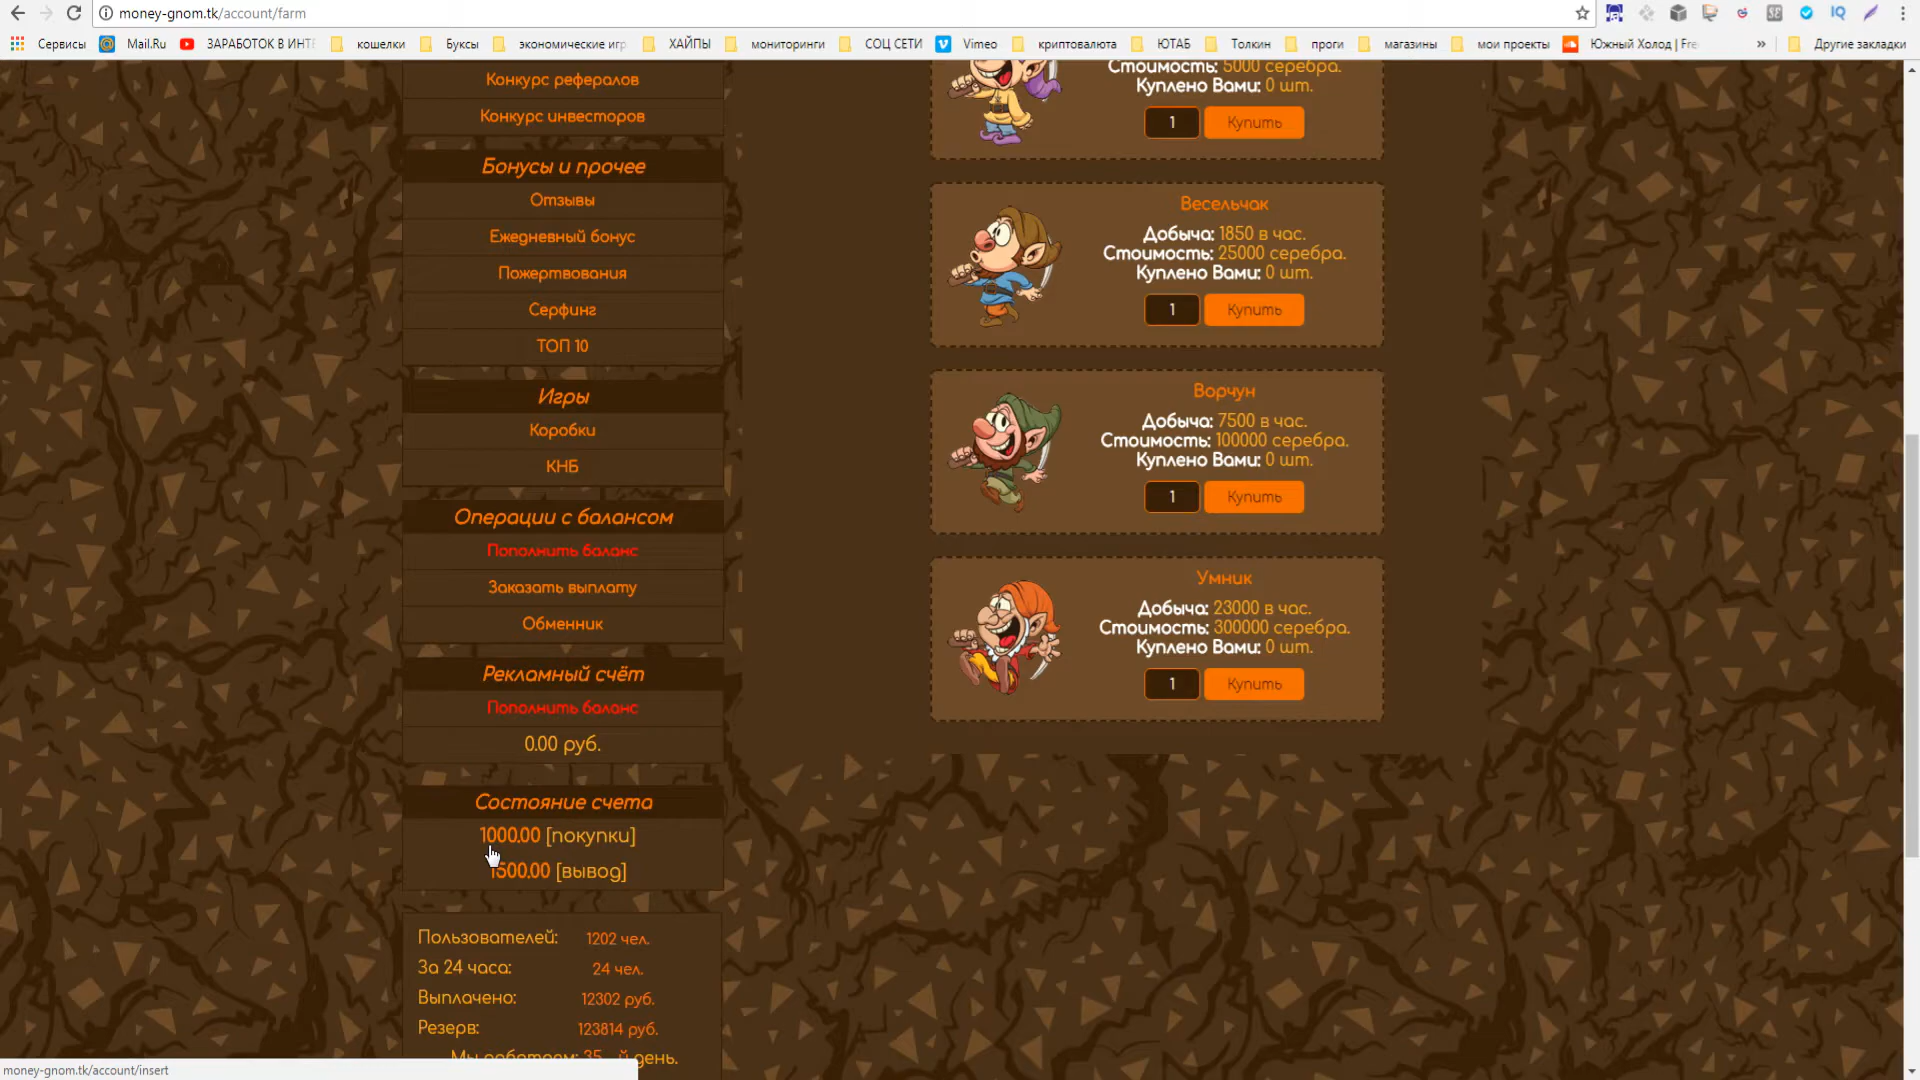 money-gnom.tk/account/farm
Сервисы
Mail.Ru
ЗАРАБОТОК В ИНТЕ
кошелки
Буксы
экономические игр
ХАЙПЫ
мониторинги
СОЦ СЕТИ
Vimeo
криптовалюта
ЮТАБ
Толкин
проги
магазины
мои проекты
Южный Холод | Fre
»
Другие закладки
Конкурс рефералов
Конкурс инвесторов
Бонусы и прочее
Отзывы
Ежедневный бонус
Пожертвования
Серфинг
ТОП 10
Игры
Коробки
КНБ
Операции с балансом
Пополнить баланс
Заказать выплату
Обменник
Рекламный счёт
Пополнить баланс
0.00 руб.
Состояние счета
1000.00 [покупки]
1500.00 [вывод]
Пользователей: 1202 чел.
За 24 часа: 24 чел.
Выплачено: 12302 руб.
Резерв: 123814 руб.
Мы работаем: 35 - й день.
Стоимость: 5000 серебра.
Куплено Вами: 0 шт.
1 Купить
Весельчак
Добыча: 1850 в час.
Стоимость: 25000 серебра.
Куплено Вами: 0 шт.
1 Купить
Ворчун
Добыча: 7500 в час.
Стоимость: 100000 серебра.
Куплено Вами: 0 шт.
1 Купить
Умник
Добыча: 23000 в час.
Стоимость: 300000 серебра.
Куплено Вами: 0 шт.
1 Купить
money-gnom.tk/account/insert